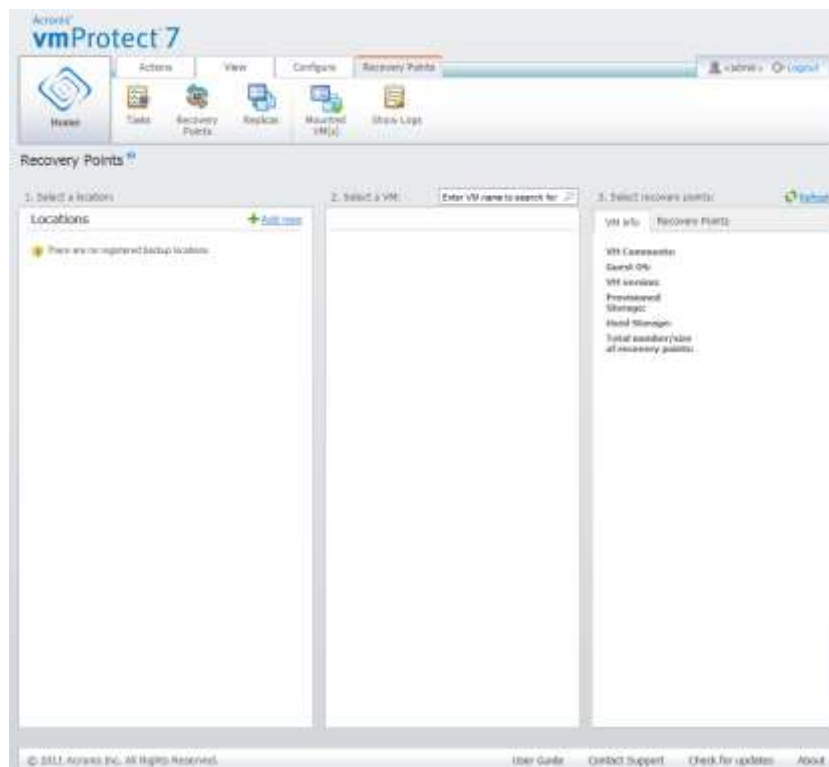 Acronis
vmProtect 7
Actions View Configure Recovery Points
<admin> Logout
Home
Tasks
Recovery Points
Replicas
Mounted VM(s)
Show Logs
Recovery Points
1. Select a location
Locations
Add new
There are no registered backup locations
2. Select a VM:
Enter VM name to search for
3. Select recovery points:
Refresh
VM info Recovery Points
VM Comments:
Guest OS:
VM version:
Provisioned
Storage:
Used Storage:
Total number/size
of recovery points:
© Acronis Inc. All Rights Reserved.
User Guide Contact Support Check for updates About